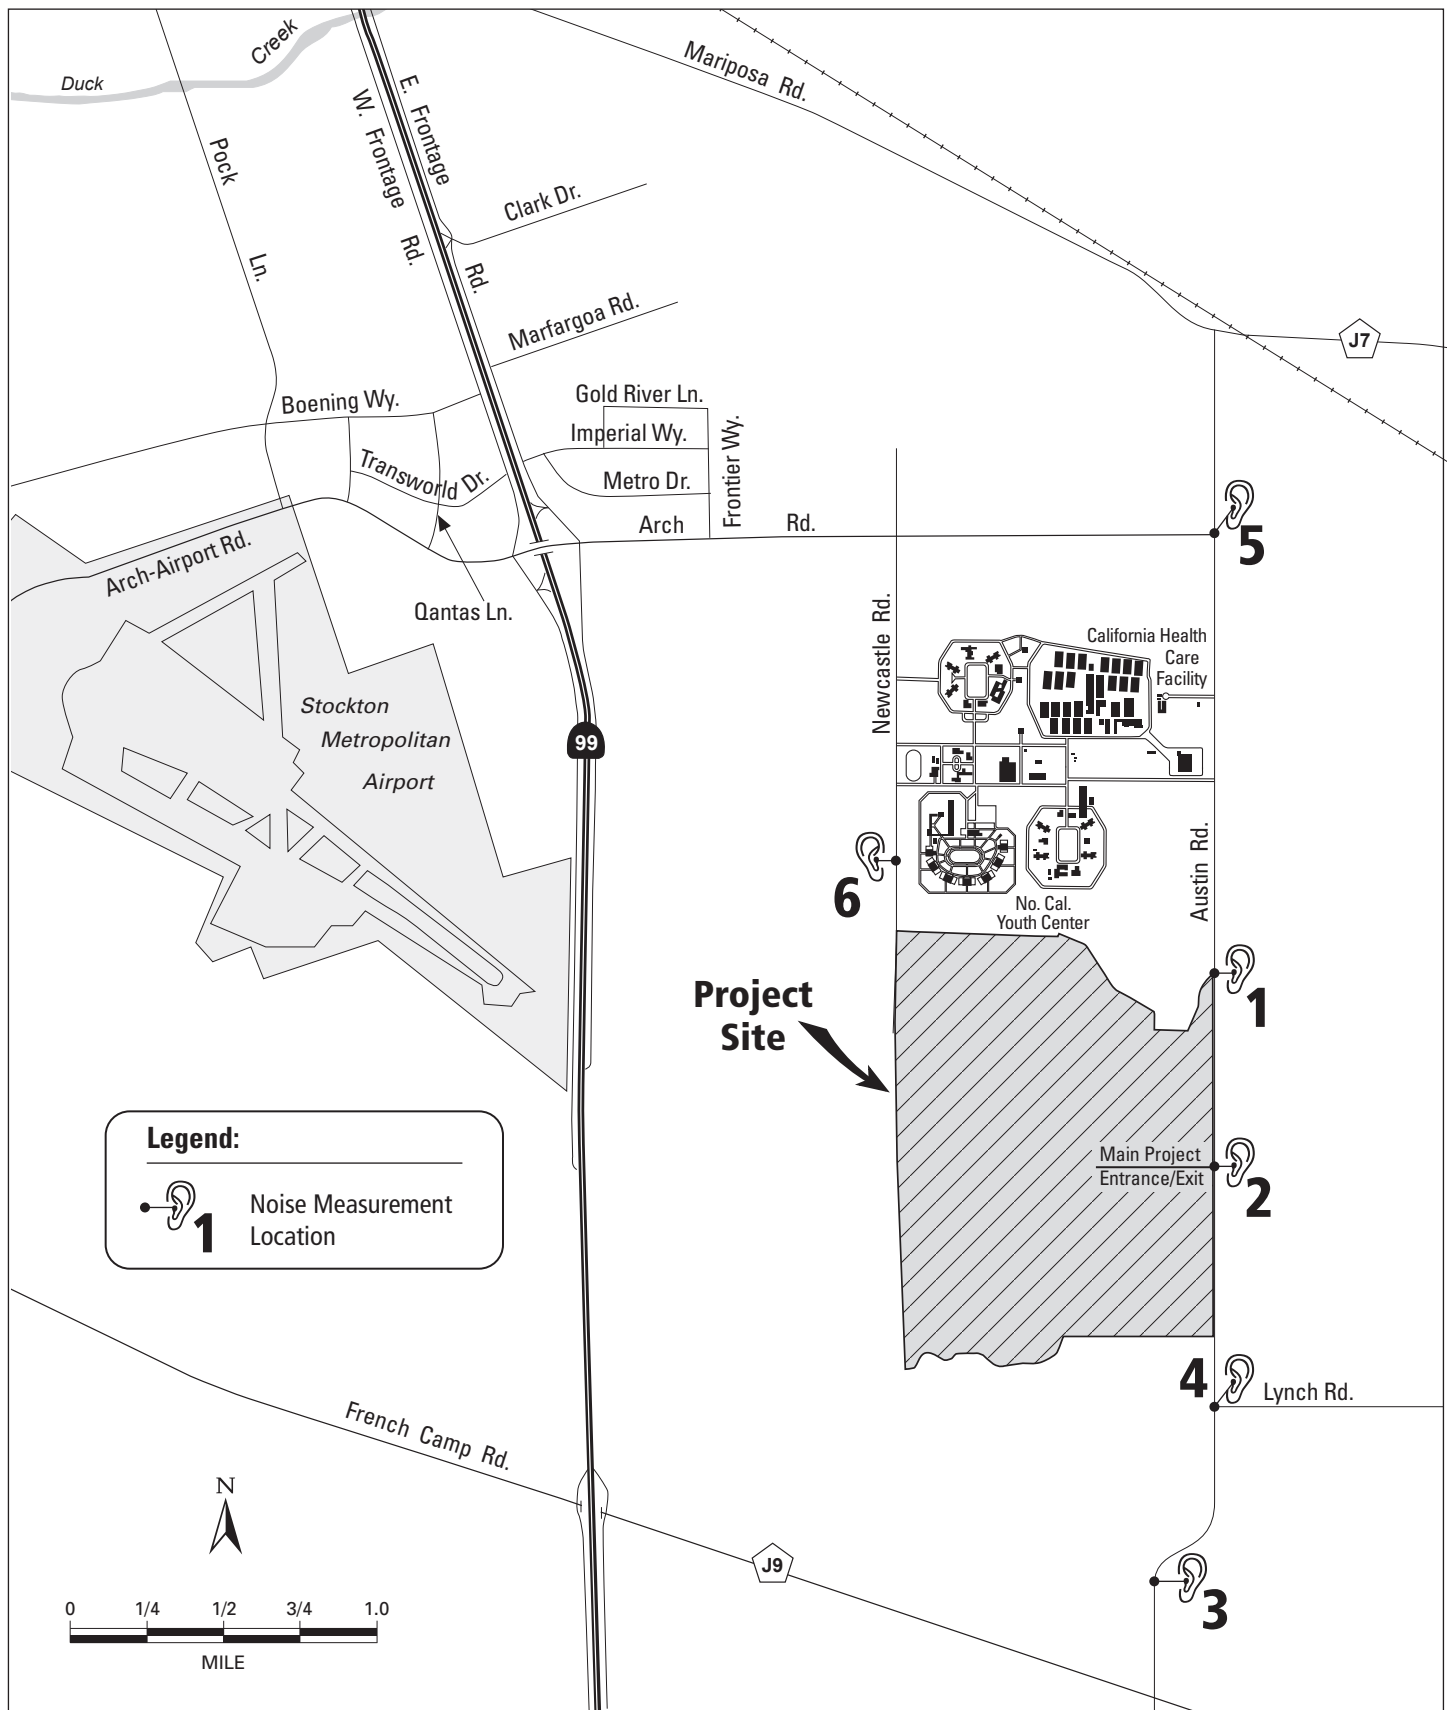 Creek
Duck
Mariposa Rd.
E. Frontage Rd.
W. Frontage Rd.
Pock Ln.
Clark Dr.
Marfargoa Rd.
J7
Boening Wy.
Gold River Ln.
Imperial Wy.
Transworld Dr.
Metro Dr.
Frontier Wy.
Arch Rd.
5
Arch-Airport Rd.
Qantas Ln.
Newcastle Rd.
California Health
Care
Facility
Stockton
Metropolitan
Airport
99
Austin Rd.
6
No. Cal.
Youth Center
Project
Site
1
Legend:
Main Project
Entrance/Exit
2
1
Noise Measurement
Location
4
Lynch Rd.
French Camp Rd.
N
J9
3
0 1/4 1/2 3/4 1.0
MILE